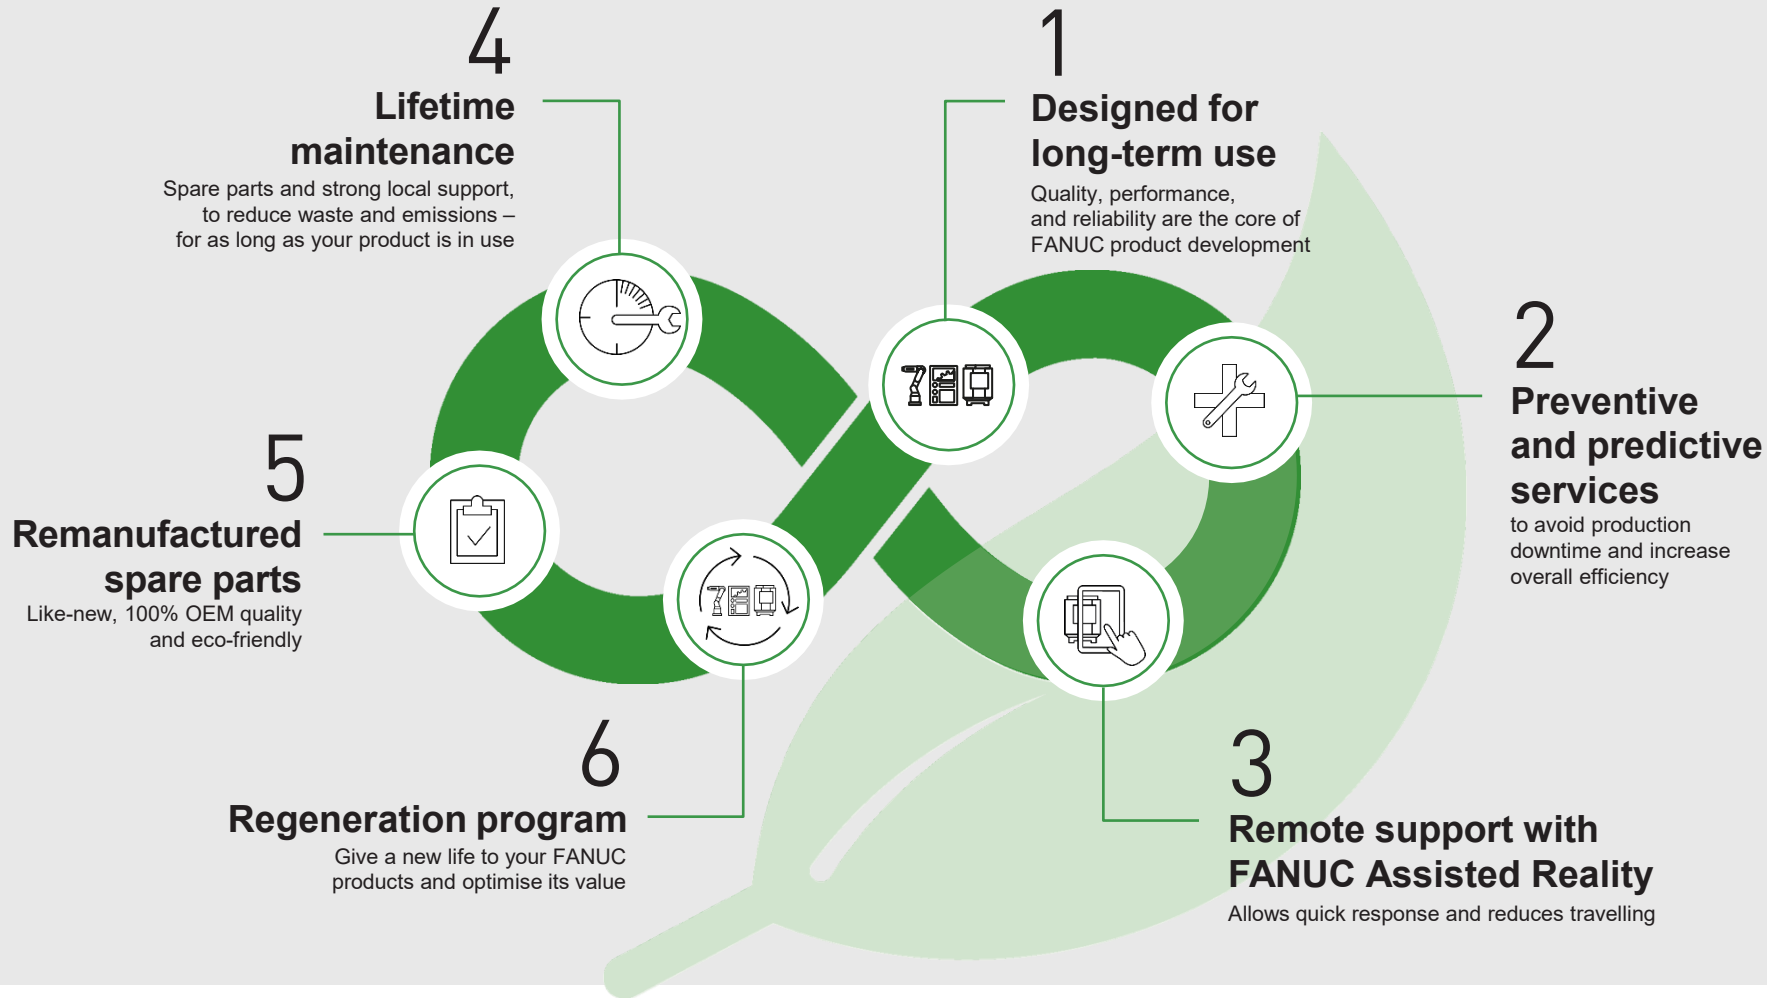 1
Designed for
long-term use
Quality, performance,
and reliability are the core of
FANUC product development
2
Preventive
and predictive
services
to avoid production
downtime and increase
overall efficiency
3
Remote support with
FANUC Assisted Reality
Allows quick response and reduces travelling
4
Lifetime
maintenance
Spare parts and strong local support,
to reduce waste and emissions –
for as long as your product is in use
5
Remanufactured
spare parts
Like-new, 100% OEM quality
and eco-friendly
6
Regeneration program
Give a new life to your FANUC
products and optimise its value